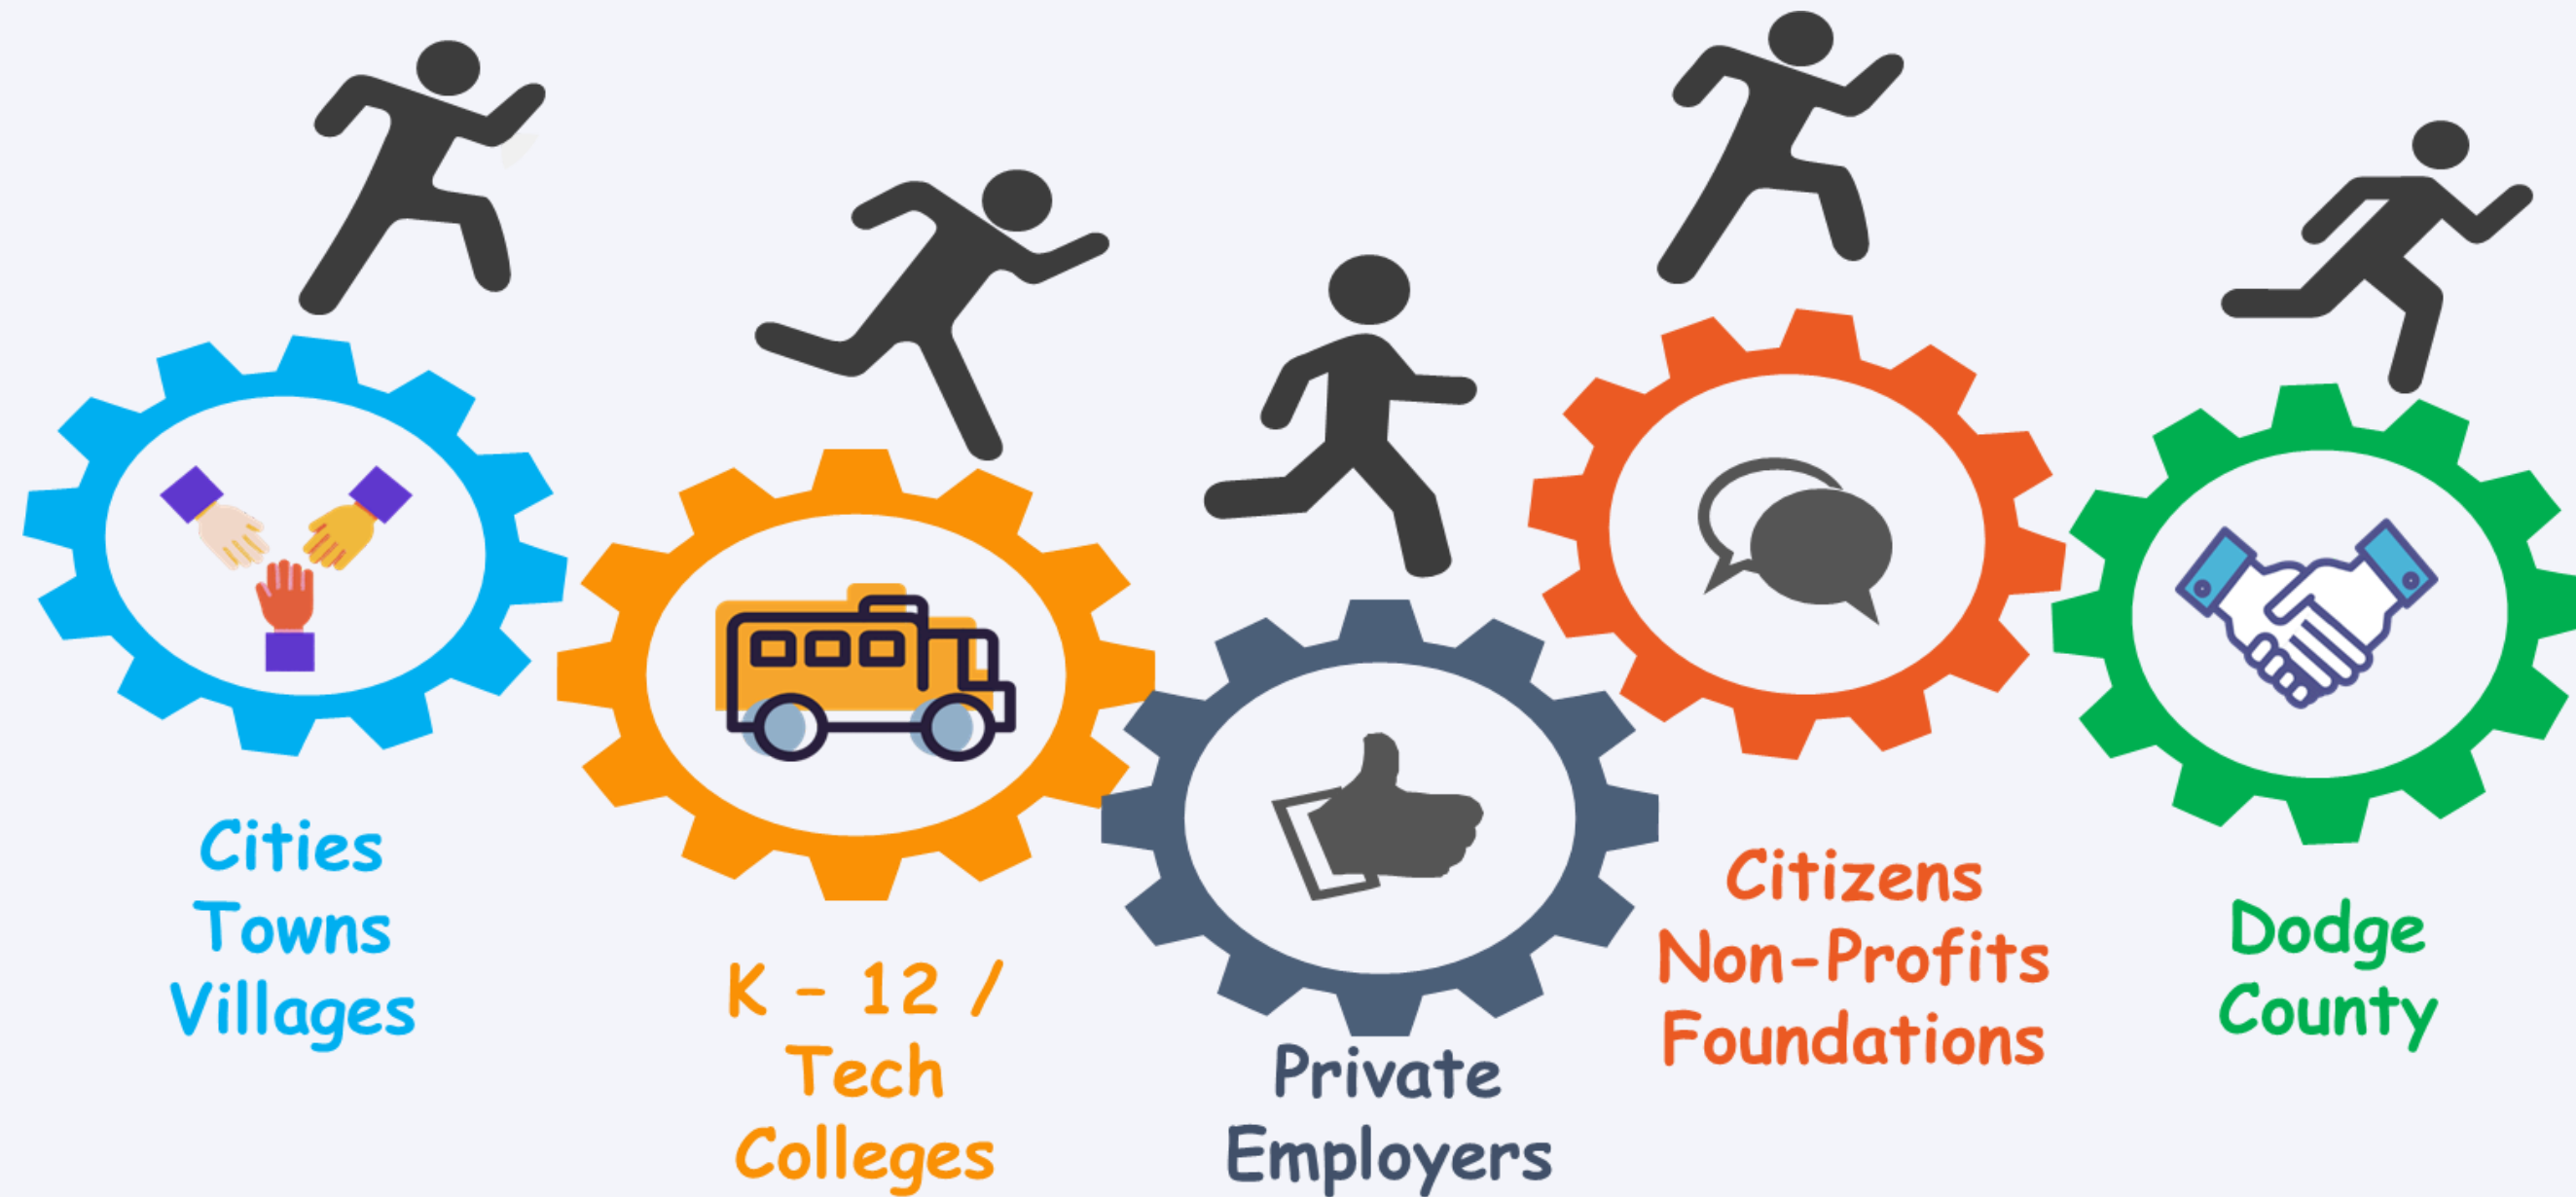 Cities
Towns
Villages
K - 12 /
Tech
Colleges
Private
Employers
Citizens
Non-Profits
Foundations
Dodge
County